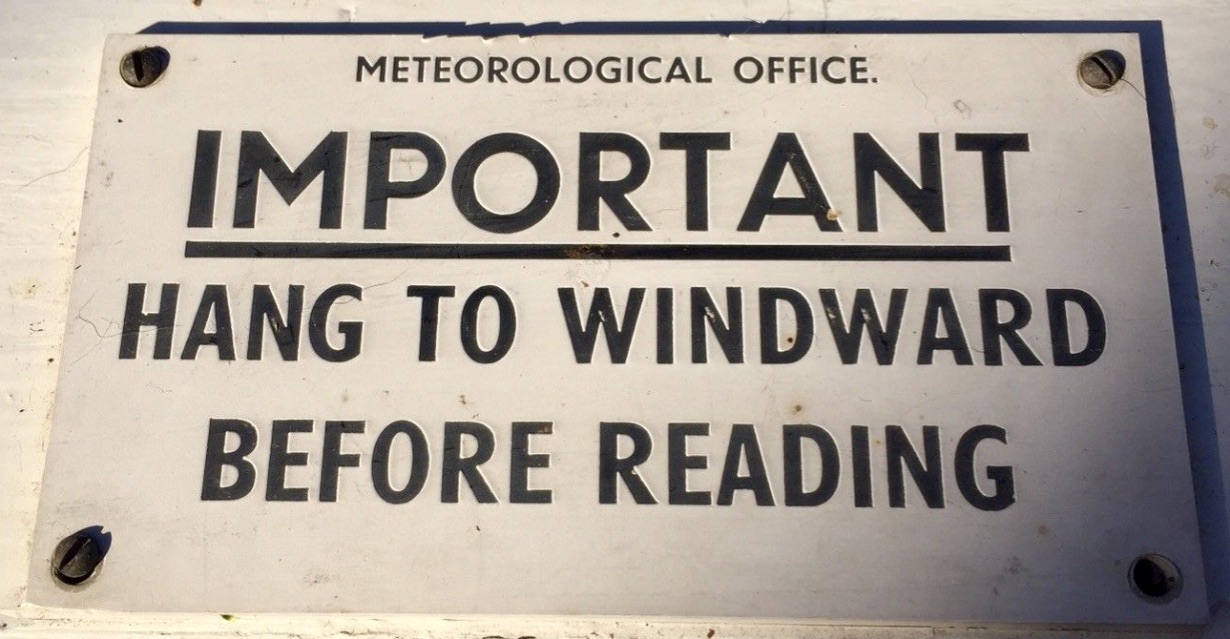 METEOROLOGICAL OFFICE.
IMPORTANT
HANG TO WINDWARD
BEFORE READING